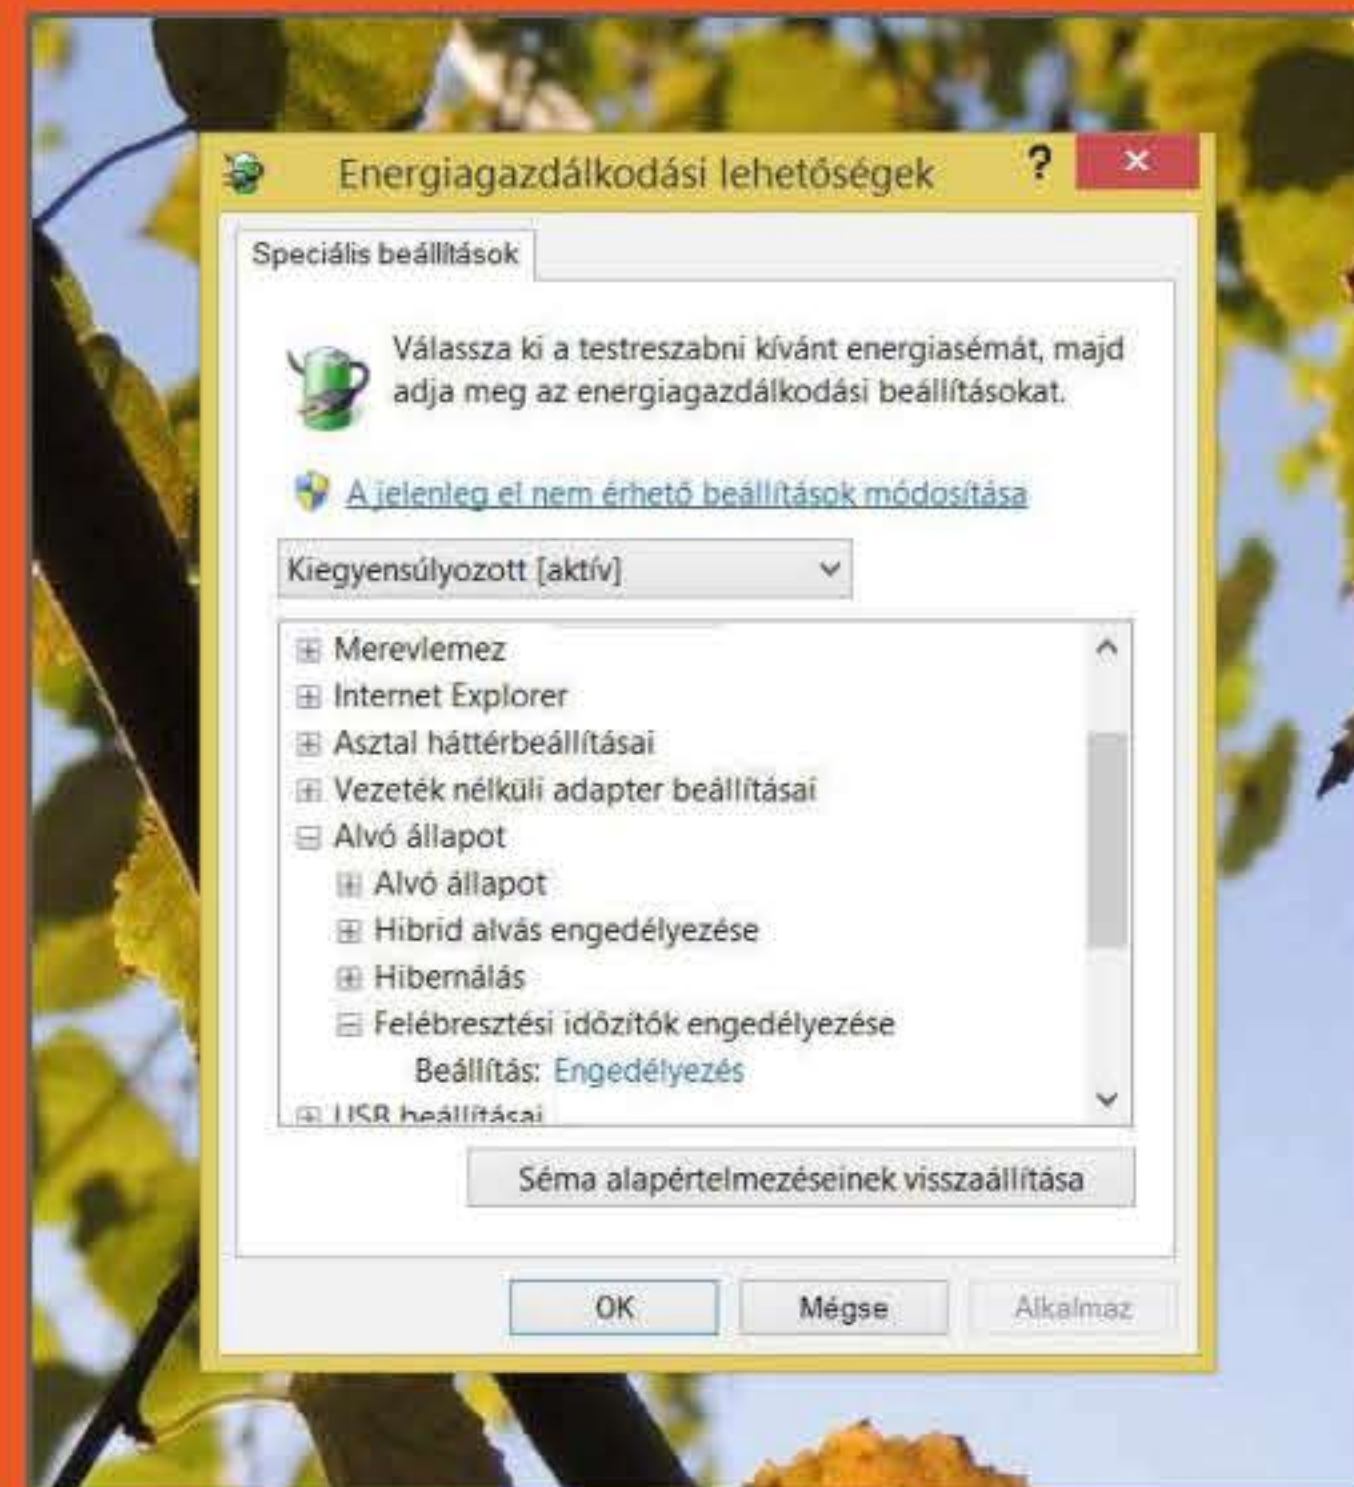 Energiagazdálkodási lehetőségek
Speciális beállítások
Válassza ki a testreszabni kívánt energiasémát, majd
adja meg az energiagazdálkodási beállításokat.
A jelenleg el nem érhető beállítások módosítása
Kiegyensúlyozott [aktív]
Merevlemez
Internet Explorer
Asztal háttérbeállításai
Vezeték nélküli adapter beállításai
Alvó állapot
Alvó állapot
Hibrid alvás engedélyezése
Hibernálás
Felébresztési időzítők engedélyezése
Beállítás: Engedélyezés
USB beállításai
Séma alapértelmezéseinek visszaállítása
OK
Mégse
Alkalmaz